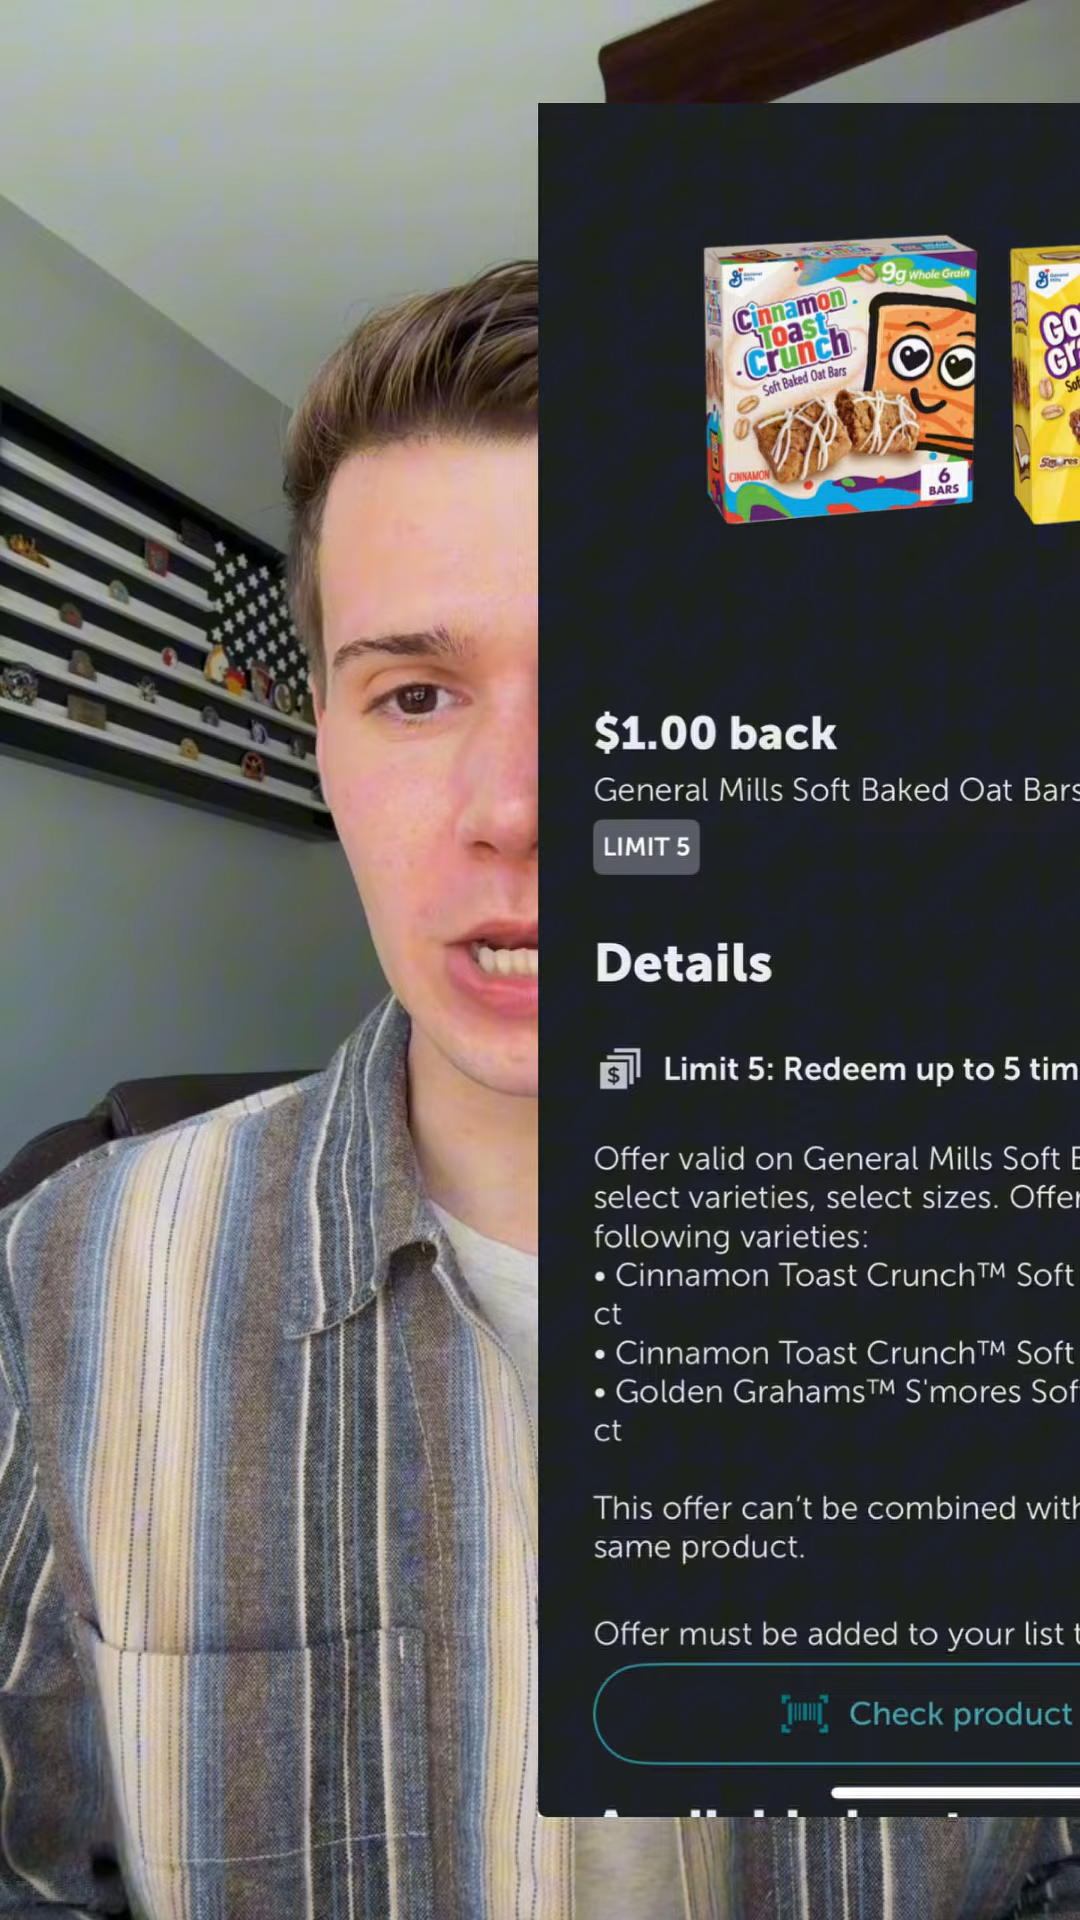 General Mills
9g Whole Grain
Cinnamon
Toast
Crunch
Soft Baked Oat Bars
CINNAMON
6
BARS
$1.00 back
General Mills Soft Baked Oat Bars
LIMIT 5
Details
$ Limit 5: Redeem up to 5 tim
Offer valid on General Mills Soft B
select varieties, select sizes. Offer
following varieties:
• Cinnamon Toast Crunch™ Soft
ct
• Cinnamon Toast Crunch™ Soft
• Golden Grahams™ S'mores Sof
ct
This offer can’t be combined with
same product.
Offer must be added to your list t
Check product